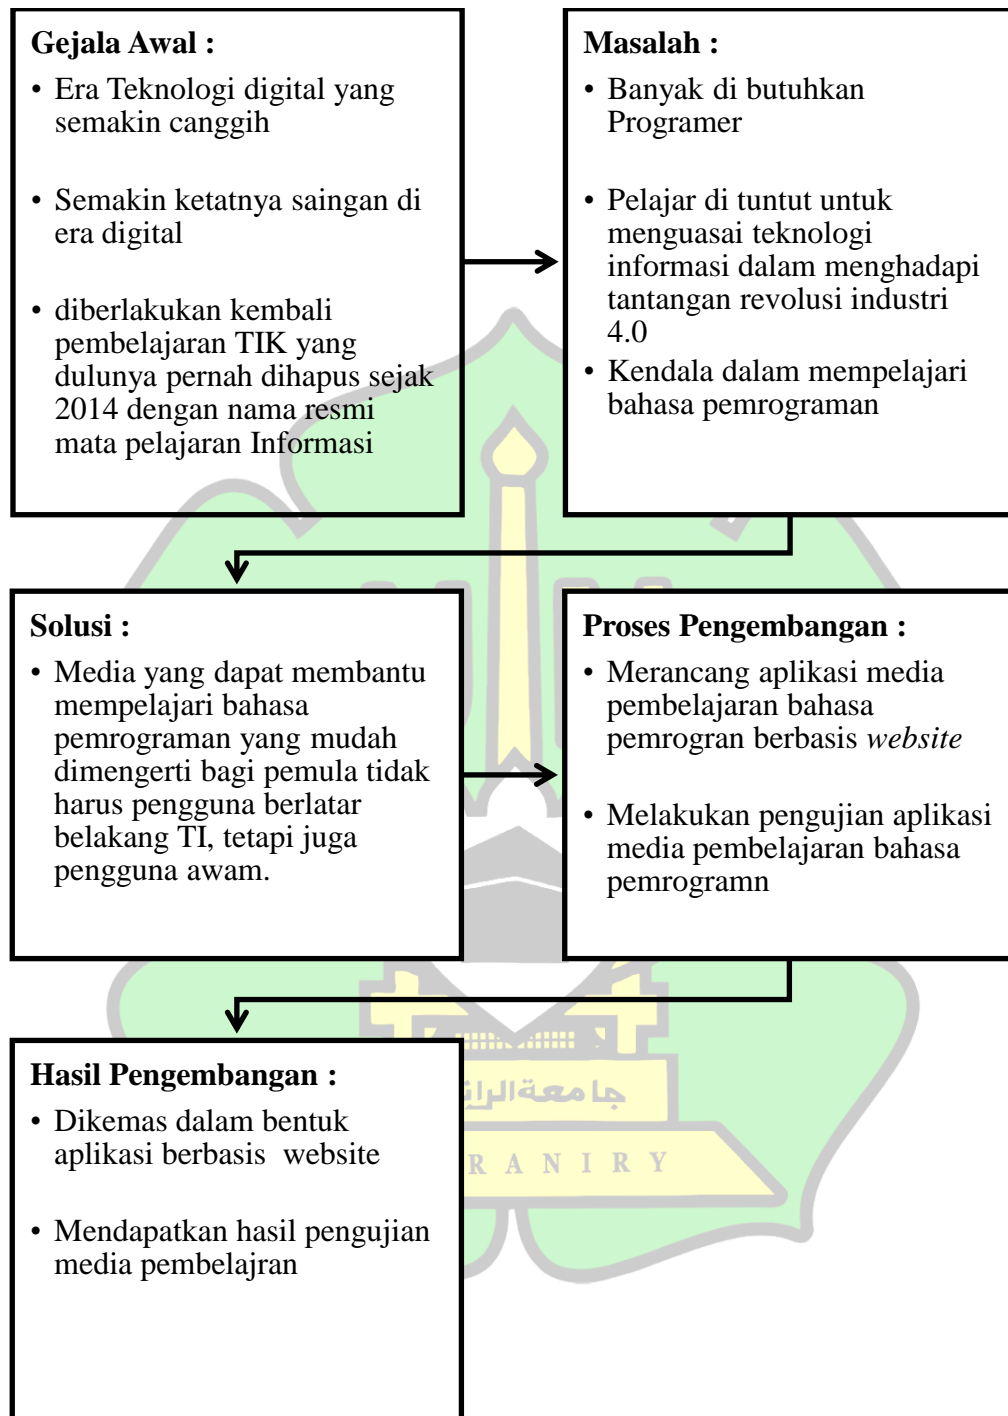 Gejala Awal :
• Era Teknologi digital yang
semakin canggih
• Semakin ketatnya saingan di
era digital
• diberlakukan kembali
pembelajaran TIK yang
dulunya pernah dihapus sejak
2014 dengan nama resmi
mata pelajaran Informasi
Masalah :
• Banyak di butuhkan
Programer
• Pelajar di tuntut untuk
menguasai teknologi
informasi dalam menghadapi
tantangan revolusi industri
4.0
• Kendala dalam mempelajari
bahasa pemrograman
Solusi :
• Media yang dapat membantu
mempelajari bahasa
pemrograman yang mudah
dimengerti bagi pemula tidak
harus pengguna berlatar
belakang TI, tetapi juga
pengguna awam.
Proses Pengembangan :
• Merancang aplikasi media
pembelajaran bahasa
pemrogran berbasis website
• Melakukan pengujian aplikasi
media pembelajaran bahasa
pemrogramn
Hasil Pengembangan :
• Dikemas dalam bentuk
aplikasi berbasis website
• Mendapatkan hasil pengujian
media pembelajran
جامعة
RANIRY